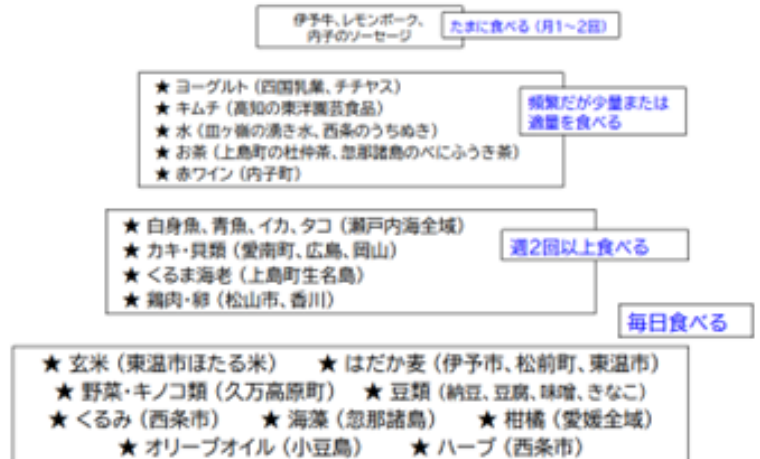 伊予牛、レモンポーク、
内子のソーセージ
たまに食べる（月1～2回）
★ ヨーグルト（四国乳業、チチヤス）
★ キムチ（高知の東洋園芸食品）
★ 水（皿ヶ嶺の湧き水、西条のうちぬき）
★ お茶（上島町の杜仲茶、忽那諸島のべにふうき茶）
★ 赤ワイン（内子町）
頻繁だが少量または
適量を食べる
★ 白身魚、青魚、イカ、タコ（瀬戸内海全域）
★ カキ・貝類（愛南町、広島、岡山）
★ くるま海老（上島町生名島）
★ 鶏肉・卵（松山市、香川）
週2回以上食べる
毎日食べる
★ 玄米（東温市ほたる米） ★ はだか麦（伊予市、松前町、東温市）
★ 野菜・キノコ類（久万高原町） ★ 豆類（納豆、豆腐、味噌、きなこ）
★ くるみ（西条市） ★ 海藻（忽那諸島） ★ 柑橘（愛媛全域）
★ オリーブオイル（小豆島） ★ ハーブ（西条市）